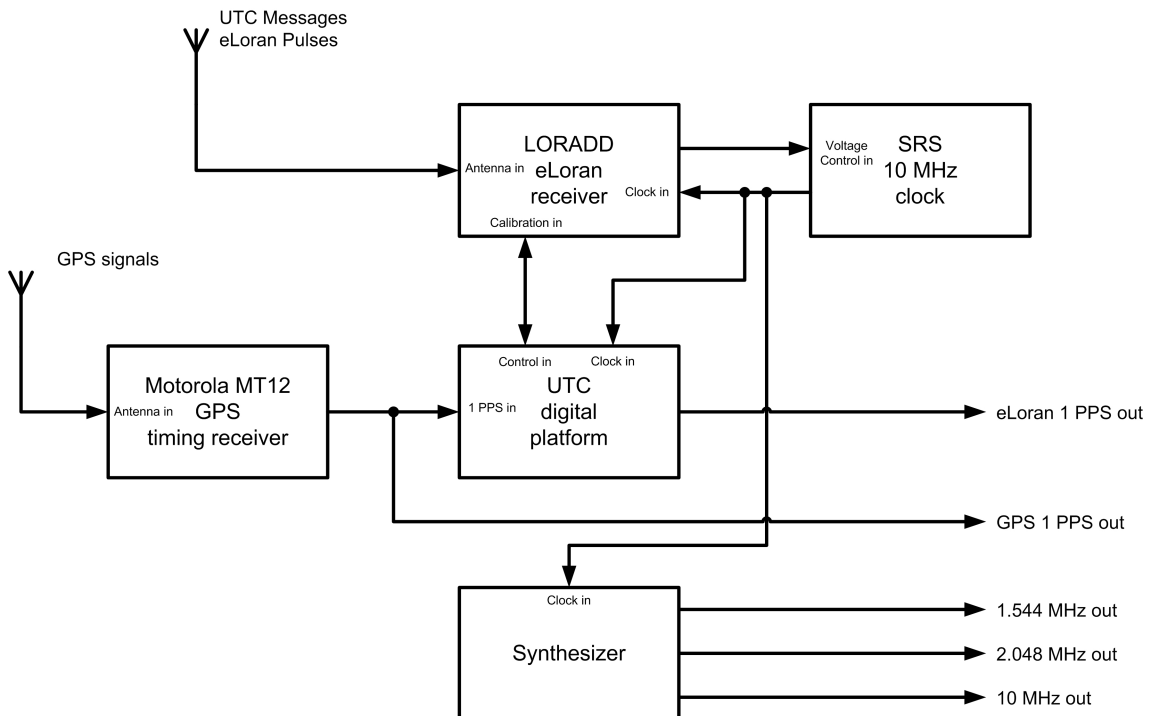 UTC Messages
eLoran Pulses
LORADD
eLoran
receiver
Antenna in
Clock in
Calibration in
Voltage
Control in
SRS
10 MHz
clock
GPS signals
Motorola MT12
GPS
timing receiver
Antenna in
Control in
Clock in
1 PPS in
UTC
digital
platform
eLoran 1 PPS out
GPS 1 PPS out
Clock in
Synthesizer
1.544 MHz out
2.048 MHz out
10 MHz out